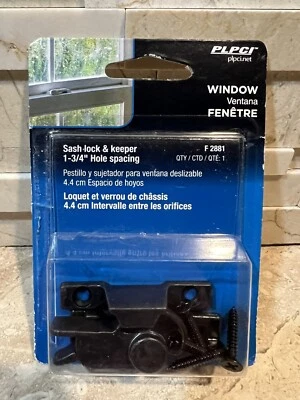 PLPCI
plpci.net
WINDOW
Ventana
FENÊTRE
Sash-lock & keeper
1-3/4" Hole spacing
F 2881
QTY / CTD / QTÉ: 1
Pestillo y sujetador para ventana deslizable
4.4 cm Espacio de hoyos
Loquet et verrou de châssis
4.4 cm Intervalle entre les orifices